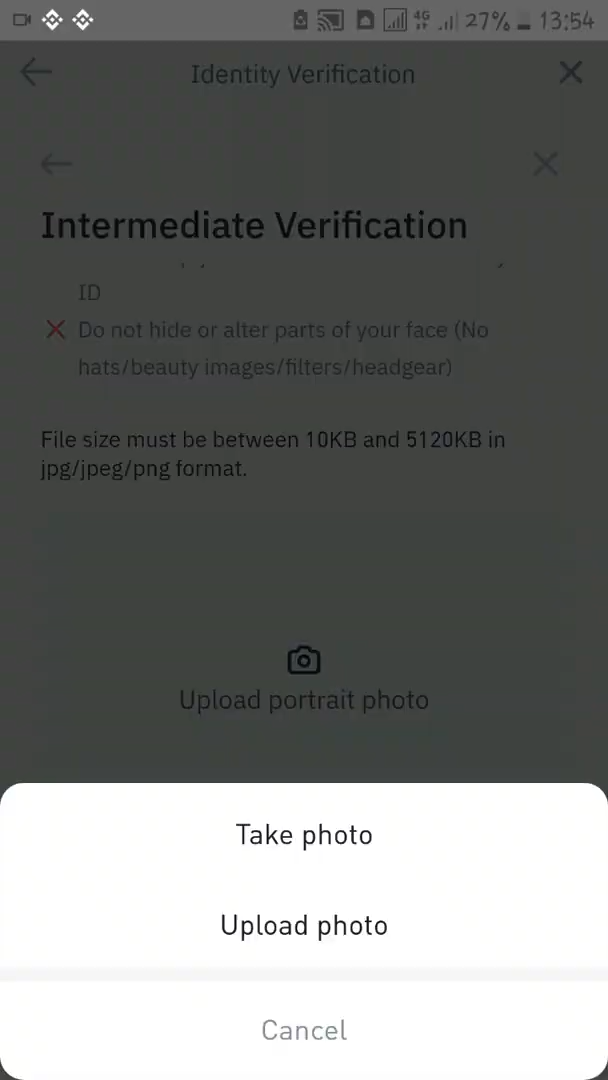 4G 27% 13:54
Identity Verification
Intermediate Verification
ID
Do not hide or alter parts of your face (No
hats/beauty images/filters/headgear)
File size must be between 10KB and 5120KB in
jpg/jpeg/png format.
Upload portrait photo
Take photo
Upload photo
Cancel